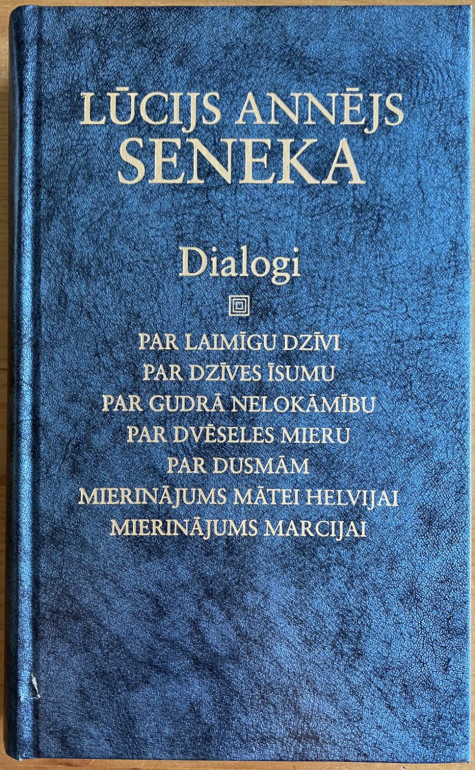 LŪCIJS ANNĒJS
SENEKA
Dialogi
PAR LAIMĪGU DZĪVI
PAR DZĪVES ĪSUMU
PAR GUDRĀ NELOKĀMĪBU
PAR DVĒSELES MIERU
PAR DUSMĀM
MIERINĀJUMS MĀTEI HELVIJAI
MIERINĀJUMS MARCIJAI